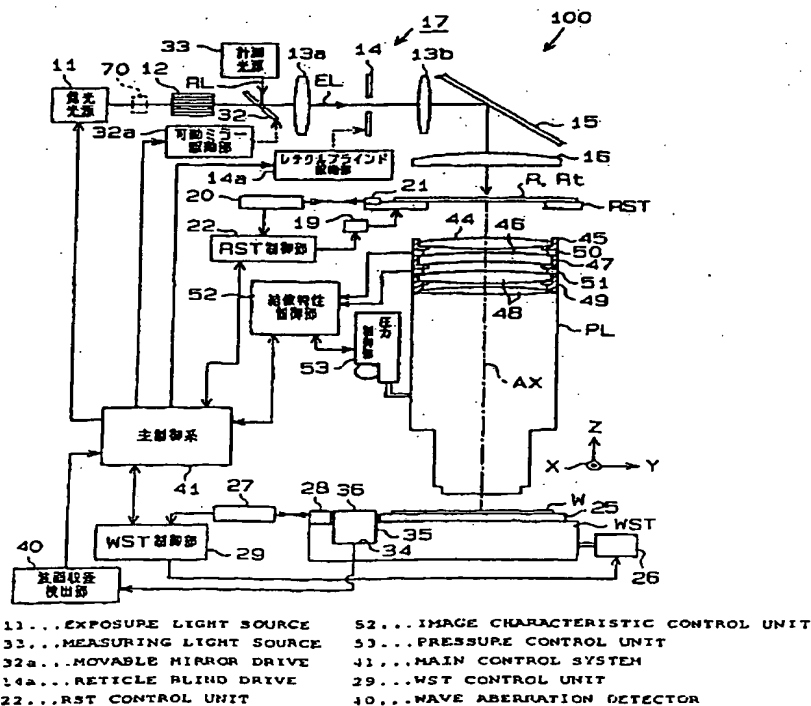 33
計測光源
13a
17
14
13b
100
11
露光光源
70
12
RL
EL
32
15
32a
可動ミラー駆動部
レチクルブラインド駆動部
14a
16
20
21
R, Rt
RST
19
22
RST制御部
44
46
45
50
47
51
49
48
52
結像特性制御部
圧力制御部
53
PL
AX
主制御系
41
Z
X
Y
27
28
36
W
25
WST
35
34
WST制御部
29
26
40
波面収差検出部
11...EXPOSURE LIGHT SOURCE
33...MEASURING LIGHT SOURCE
32a...MOVABLE MIRROR DRIVE
14a...RETICLE BLIND DRIVE
22...RST CONTROL UNIT
52...IMAGE CHARACTERISTIC CONTROL UNIT
53...PRESSURE CONTROL UNIT
41...MAIN CONTROL SYSTEM
29...WST CONTROL UNIT
40...WAVE ABERRATION DETECTOR